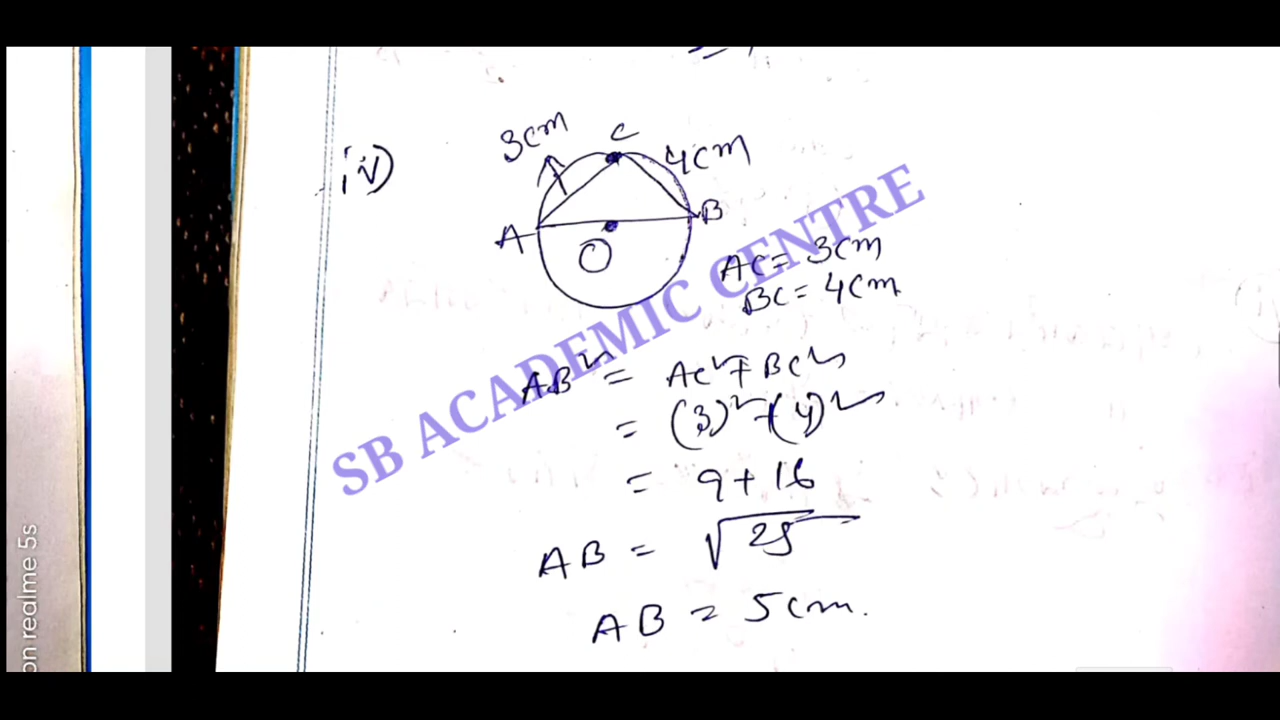 iv)
3cm
C
4cm
A
B
O
AC = 3cm
BC = 4cm
SB ACADEMIC CENTRE
AB² = AC² + BC²
= (3)² + (4)²
= 9 + 16
AB = √25
AB = 5cm.
on realme 5s